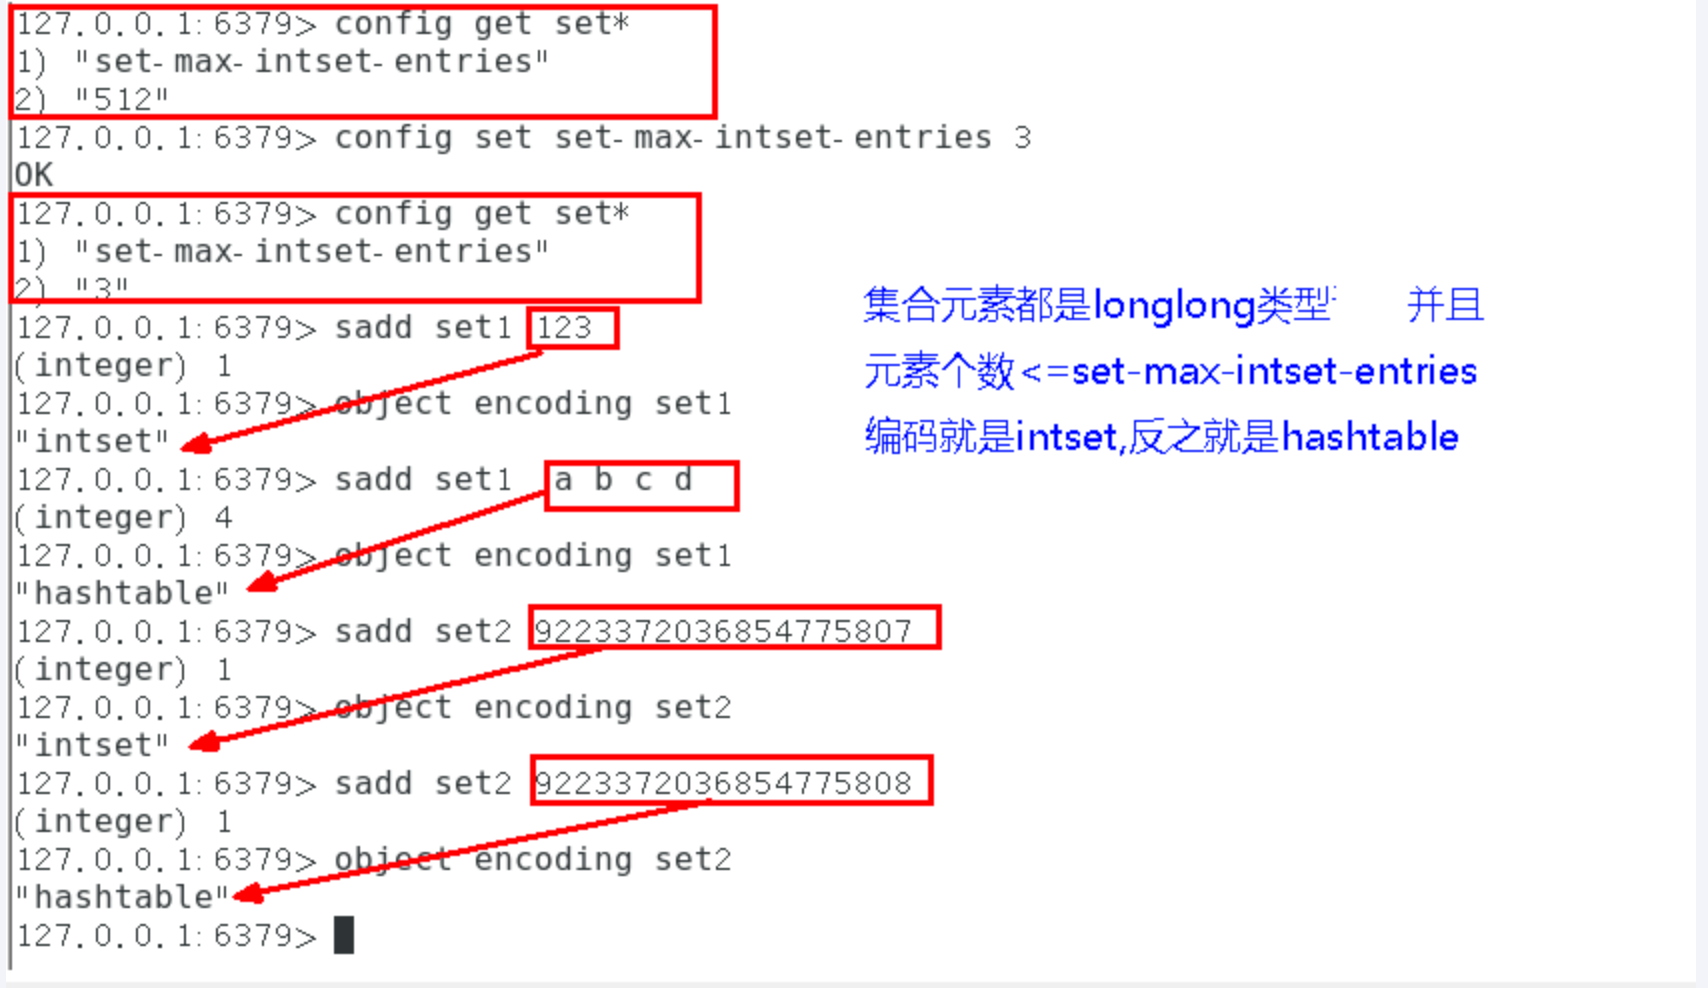 127.0.0.1:6379> config get set*
1) "set-max-intset-entries"
2) "512"
127.0.0.1:6379> config set set-max-intset-entries 3
OK
127.0.0.1:6379> config get set*
1) "set-max-intset-entries"
2) "3"
127.0.0.1:6379> sadd set1 123
(integer) 1
127.0.0.1:6379> object encoding set1
"intset"
127.0.0.1:6379> sadd set1 a b c d
(integer) 4
127.0.0.1:6379> object encoding set1
"hashtable"
127.0.0.1:6379> sadd set2 9223372036854775807
(integer) 1
127.0.0.1:6379> object encoding set2
"intset"
127.0.0.1:6379> sadd set2 9223372036854775808
(integer) 1
127.0.0.1:6379> object encoding set2
"hashtable"
127.0.0.1:6379>
集合元素都是longlong类型 并且
元素个数<=set-max-intset-entries
编码就是intset,反之就是hashtable